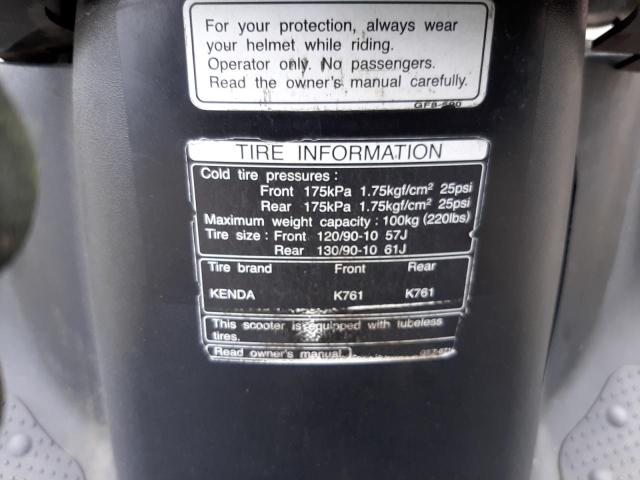 For your protection, always wear
your helmet while riding.
Operator only. No passengers.
Read the owner's manual carefully.
TIRE INFORMATION
Cold tire pressures :
Front 175kPa 1.75kgf/cm² 25psi
Rear 175kPa 1.75kgf/cm² 25psi
Maximum weight capacity : 100kg (220lbs)
Tire size : Front 120/90-10 57J
Rear 130/90-10 61J
Tire brand Front Rear
KENDA K761 K761
This scooter is equipped with tubeless
tires.
Read owner's manual.